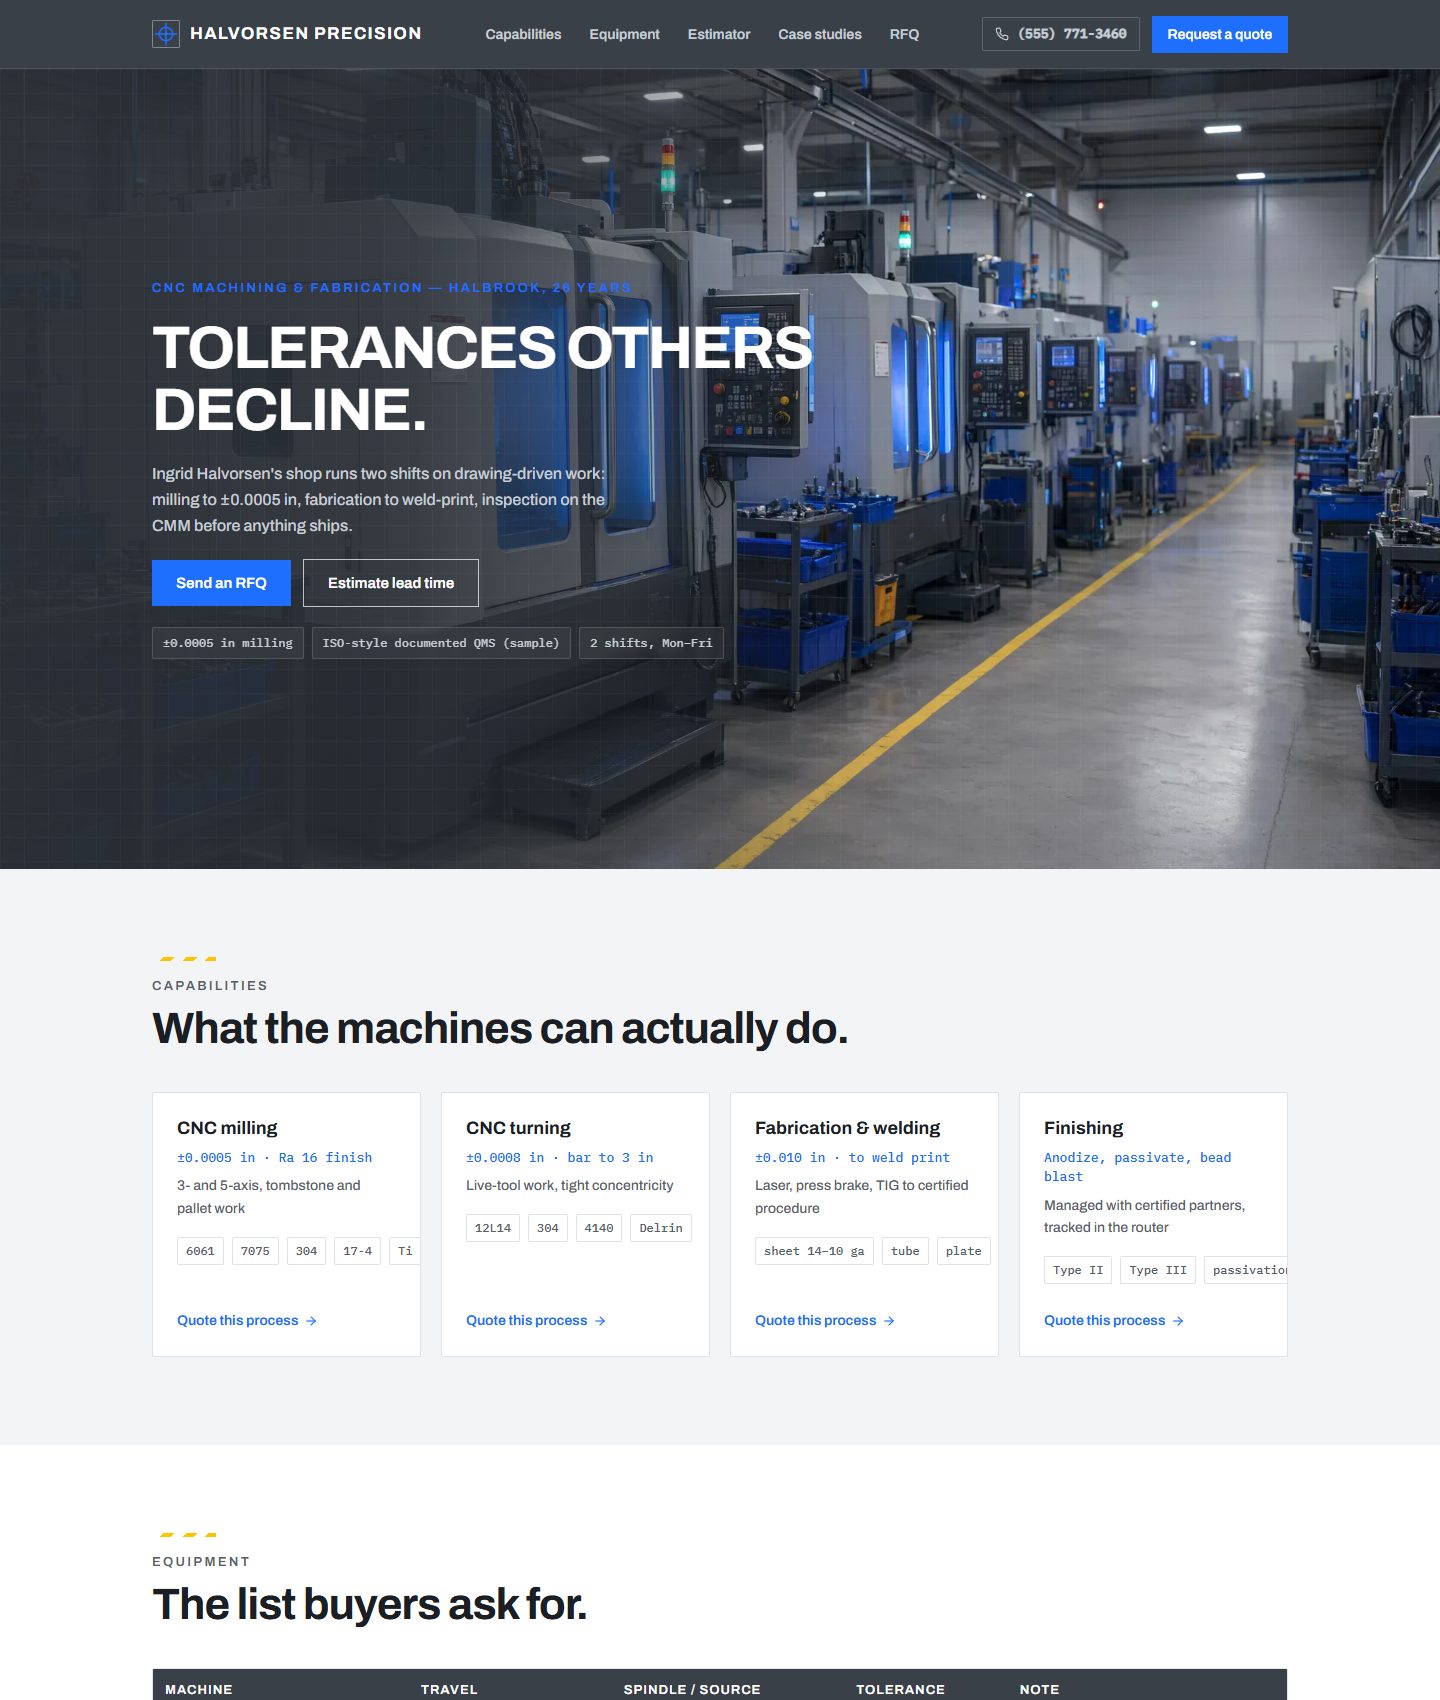 HALVORSEN PRECISION
Capabilities
Equipment
Estimator
Case studies
RFQ
(555) 771-3460
Request a quote
CNC MACHINING & FABRICATION — HALBROOK, 26 YEARS
TOLERANCES OTHERS
DECLINE.
Ingrid Halvorsen's shop runs two shifts on drawing-driven work:
milling to ±0.0005 in, fabrication to weld-print, inspection on the
CMM before anything ships.
Send an RFQ
Estimate lead time
±0.0005 in milling
ISO-style documented QMS (sample)
2 shifts, Mon–Fri
CAPABILITIES
What the machines can actually do.
CNC milling
±0.0005 in · Ra 16 finish
3- and 5-axis, tombstone and
pallet work
6061
7075
304
17-4
Ti
Quote this process →
CNC turning
±0.0008 in · bar to 3 in
Live-tool work, tight concentricity
12L14
304
4140
Delrin
Quote this process →
Fabrication & welding
±0.010 in · to weld print
Laser, press brake, TIG to certified
procedure
sheet 14–10 ga
tube
plate
Quote this process →
Finishing
Anodize, passivate, bead
blast
Managed with certified partners,
tracked in the router
Type II
Type III
passivation
Quote this process →
EQUIPMENT
The list buyers ask for.
MACHINE
TRAVEL
SPINDLE / SOURCE
TOLERANCE
NOTE